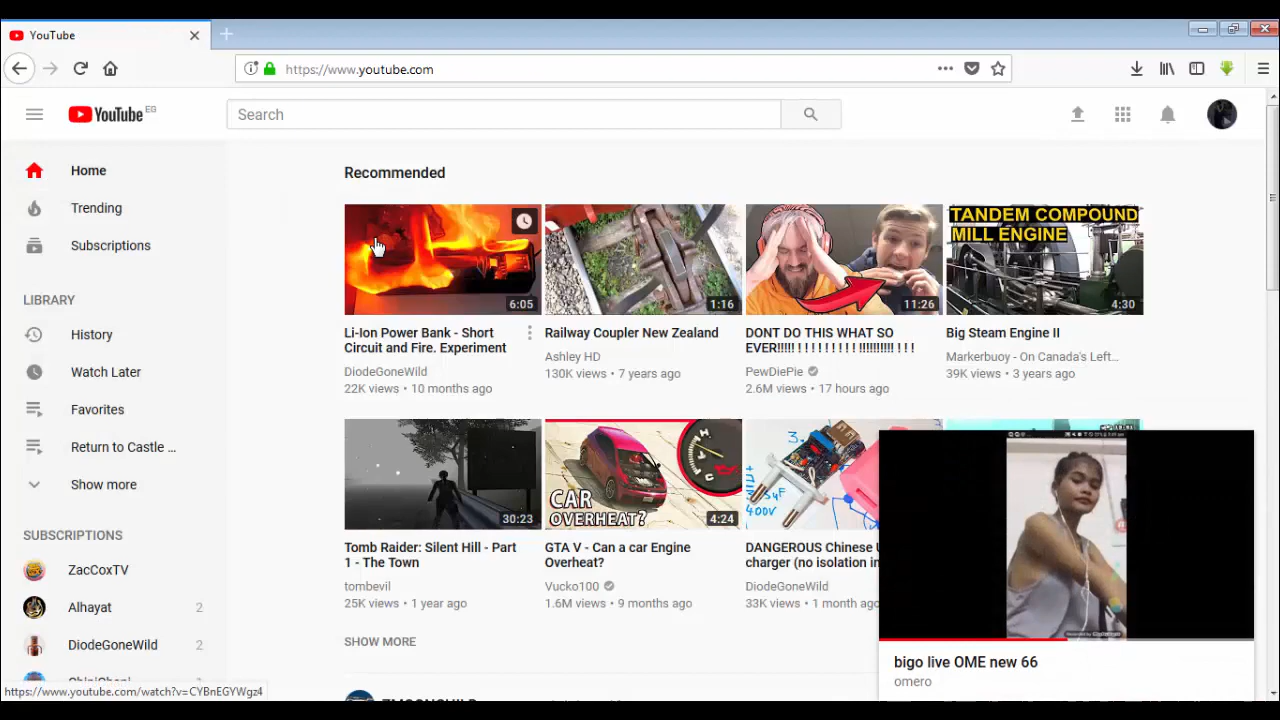 YouTube
https://www.youtube.com
YouTube EG
Search
Home
Trending
Subscriptions
LIBRARY
History
Watch Later
Favorites
Return to Castle ...
Show more
SUBSCRIPTIONS
ZacCoxTV
Alhayat 2
DiodeGoneWild 2
https://www.youtube.com/watch?v=CYBnEGYWgz4
Recommended
6:05
Li-Ion Power Bank - Short
Circuit and Fire. Experiment
DiodeGoneWild
22K views • 10 months ago
1:16
Railway Coupler New Zealand
Ashley HD
130K views • 7 years ago
11:26
DONT DO THIS WHAT SO
EVER!!!!! ! ! ! ! ! ! ! ! ! !!!!!!!!!! ! ! !
PewDiePie
2.6M views • 17 hours ago
TANDEM COMPOUND
MILL ENGINE
4:30
Big Steam Engine II
Markerbuoy - On Canada's Left...
39K views • 3 years ago
30:23
Tomb Raider: Silent Hill - Part
1 - The Town
tombevil
25K views • 1 year ago
CAR
OVERHEAT?
H
C
4:24
GTA V - Can a car Engine
Overheat?
Vucko100
1.6M views • 9 months ago
400V
DANGEROUS Chinese
charger (no isolation in
DiodeGoneWild
33K views • 1 month ago
SHOW MORE
bigo live OME new 66
omero